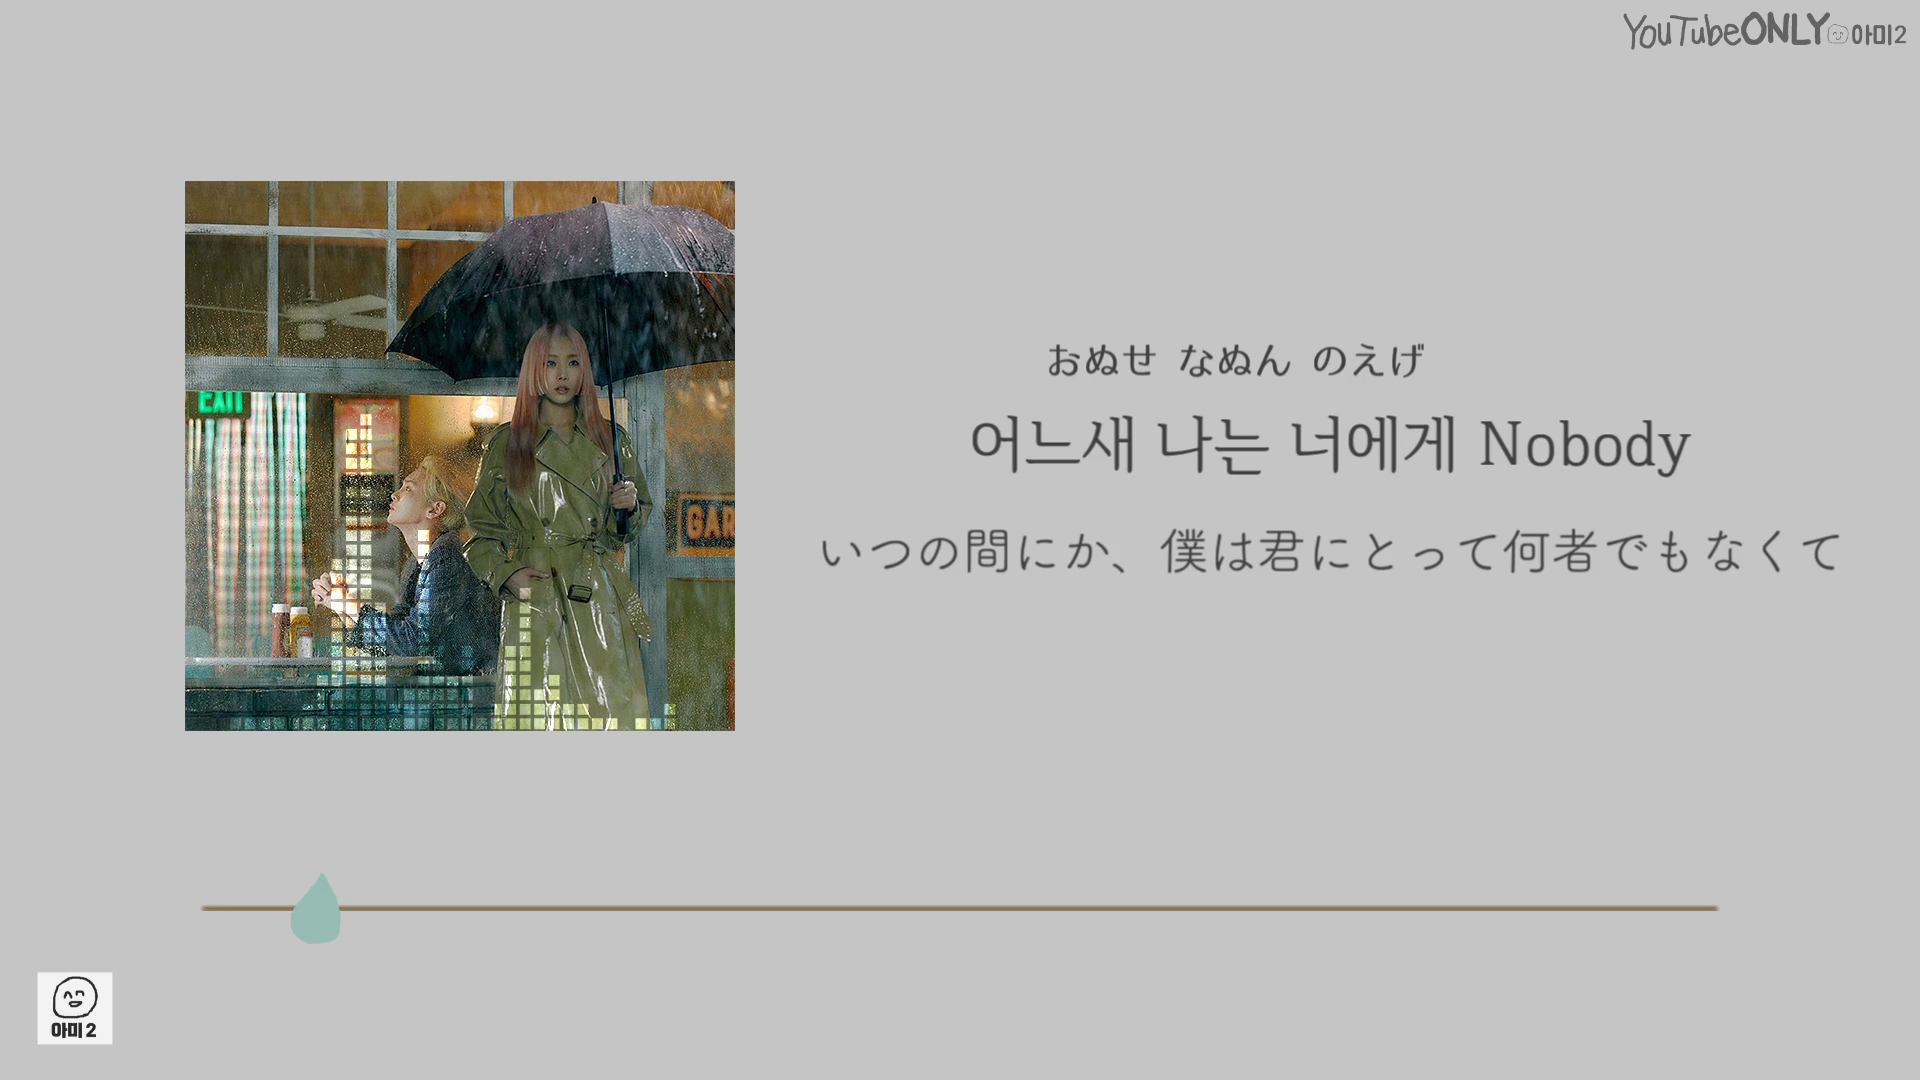 YouTubeONLY아미2
EXIT
GAR
おぬせ なぬん のえげ
어느새 나는 너에게 Nobody
いつの間にか、僕は君にとって何者でもなくて
아미2